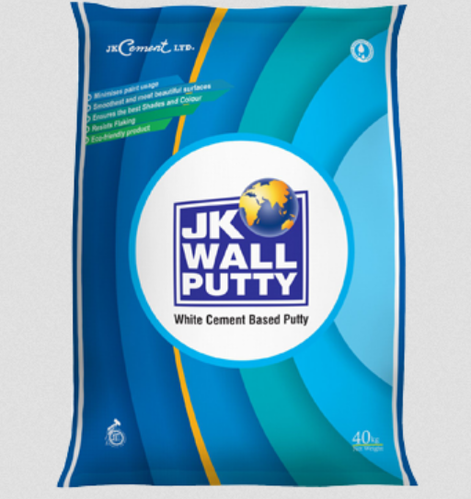 JK Cement LTD.
Minimises paint usage
Smoothest and most beautiful surfaces
Ensures the best Shades and Colour
Resists Flaking
Eco-friendly product
JK
WALL
PUTTY
White Cement Based Putty
40kg
Net Weight